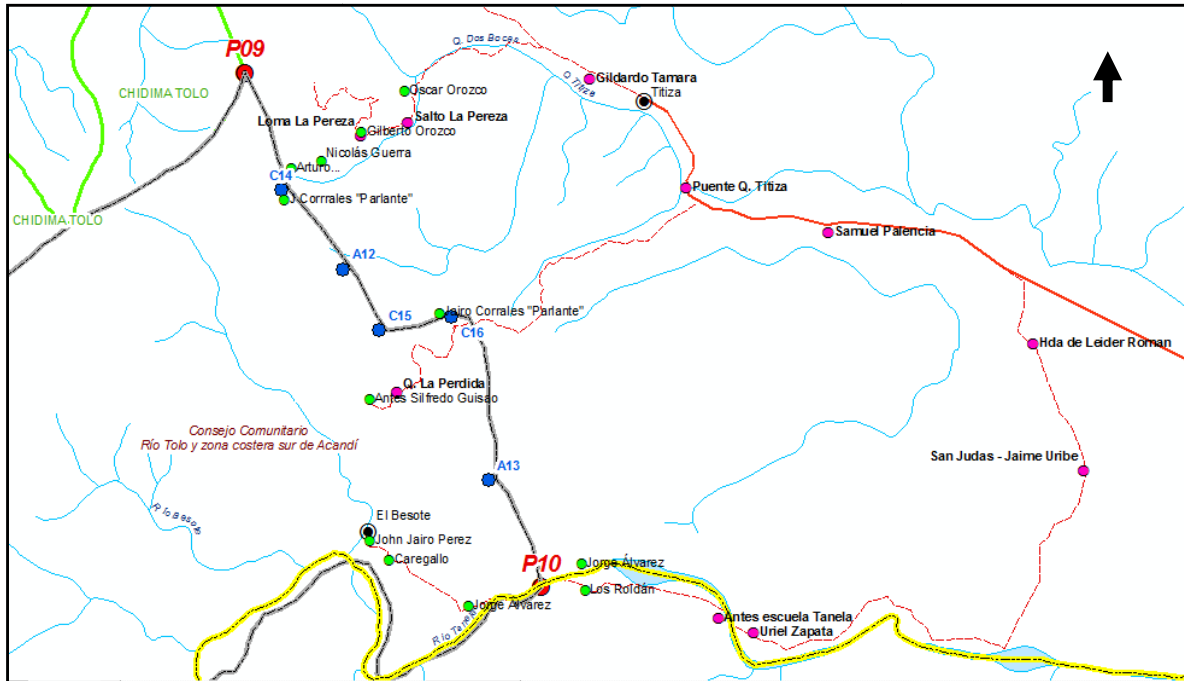 P09
Q. Dos Bocas
Gildardo Tamara
Titiza
Q Titiza
CHIDIMA TOLO
Oscar Orozco
Loma La Pereza
Salto La Pereza
Gilberto Orozco
Nicolás Guerra
Arturo...
C14
J Corrrales "Parlante"
Puente Q. Titiza
CHIDIMA TOLO
Samuel Palencia
A12
Jairo Corrales "Parlante"
C15
C16
Hda de Leider Roman
Q. La Perdida
Antes Silfredo Guisao
Consejo Comunitario
Río Tolo y zona costera sur de Acandí
San Judas - Jaime Uribe
A13
Río Besote
El Besote
John Jairo Perez
Caregallo
P10
Jorge Álvarez
Los Roldan
Jorge Alvarez
Antes escuela Tanela
Uriel Zapata